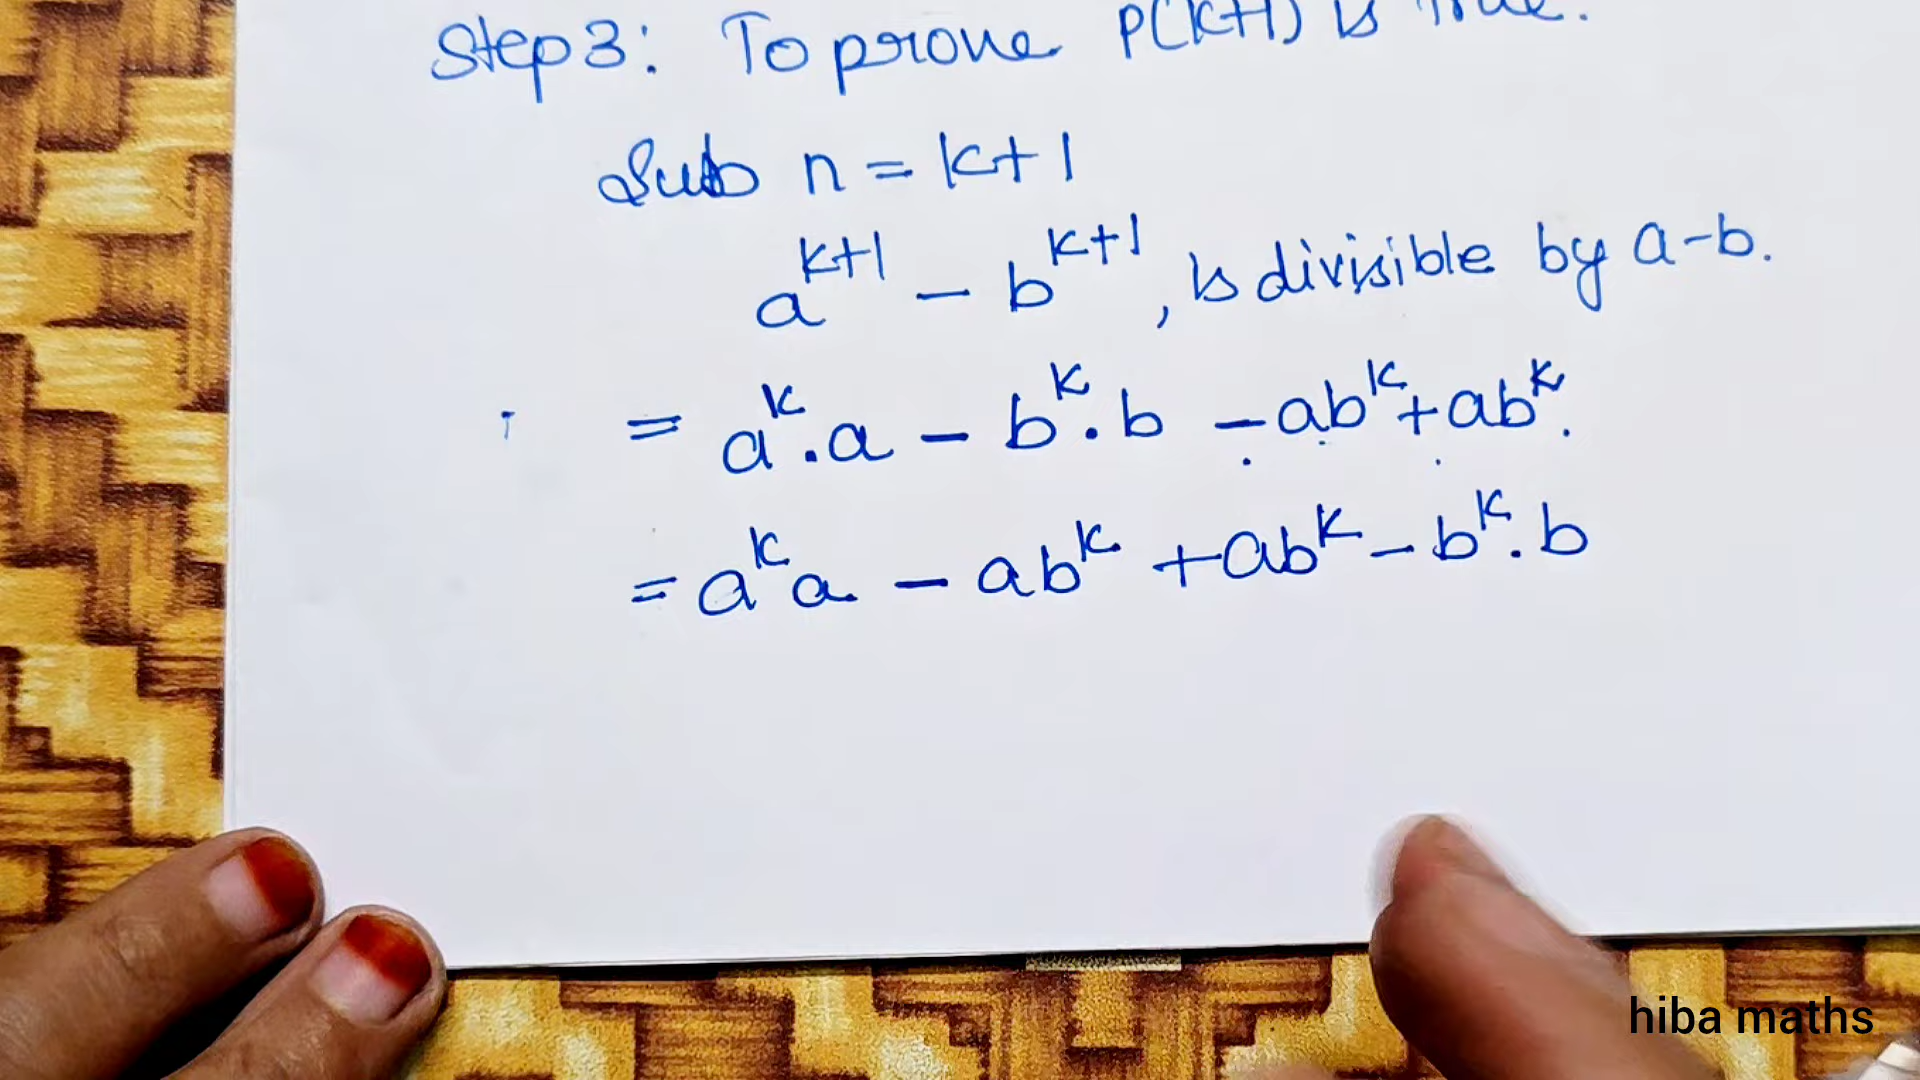 Step 3: To prove P(k+1) is true.
Sub n = k+1
a^{k+1} - b^{k+1}, is divisible by a-b.
= a^k . a - b^k . b - ab^k + ab^k.
= a^k a - ab^k + ab^k - b^k . b
hiba maths